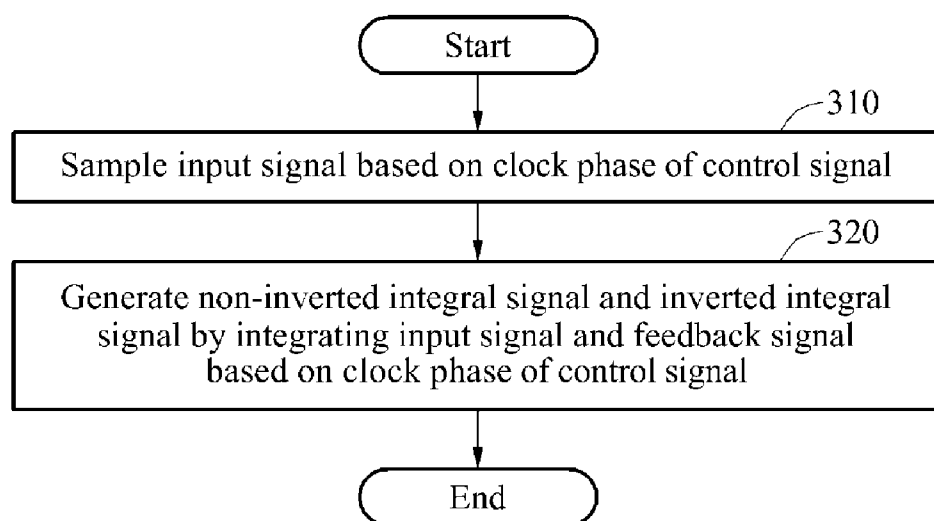 Start
310
Sample input signal based on clock phase of control signal
320
Generate non-inverted integral signal and inverted integral
signal by integrating input signal and feedback signal
based on clock phase of control signal
End